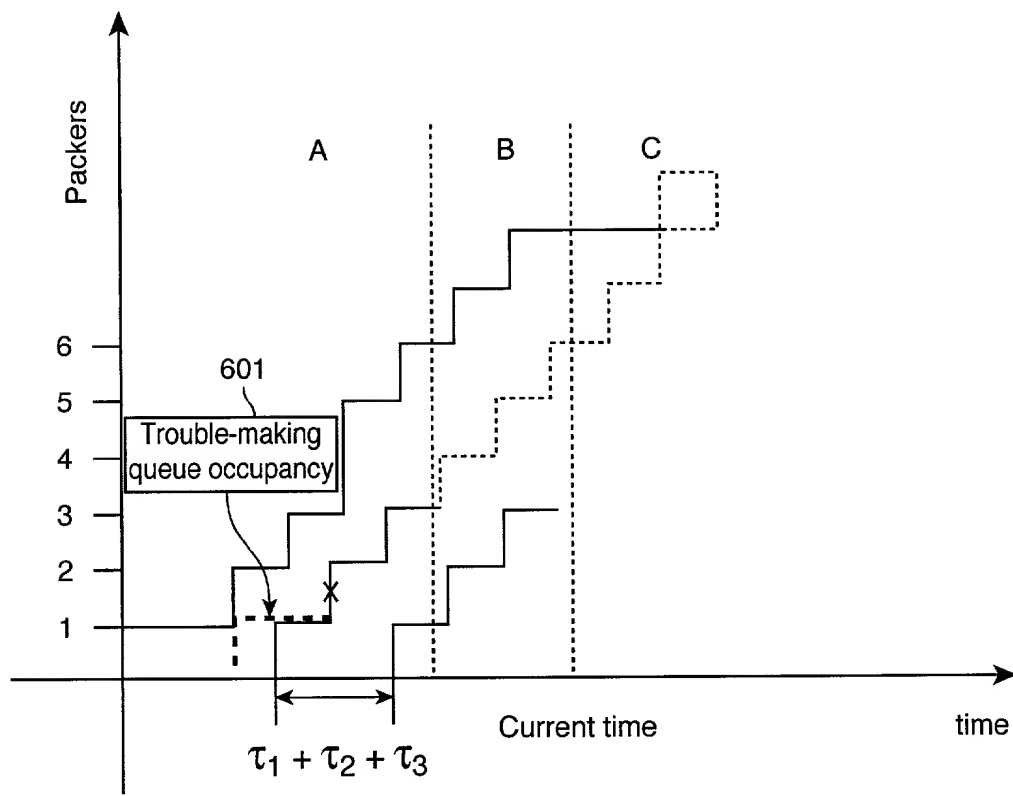 Packers
A
B
C
6
601
5
Trouble-making
4
queue occupancy
3
2
X
1
Current time
time
τ1 + τ2 + τ3